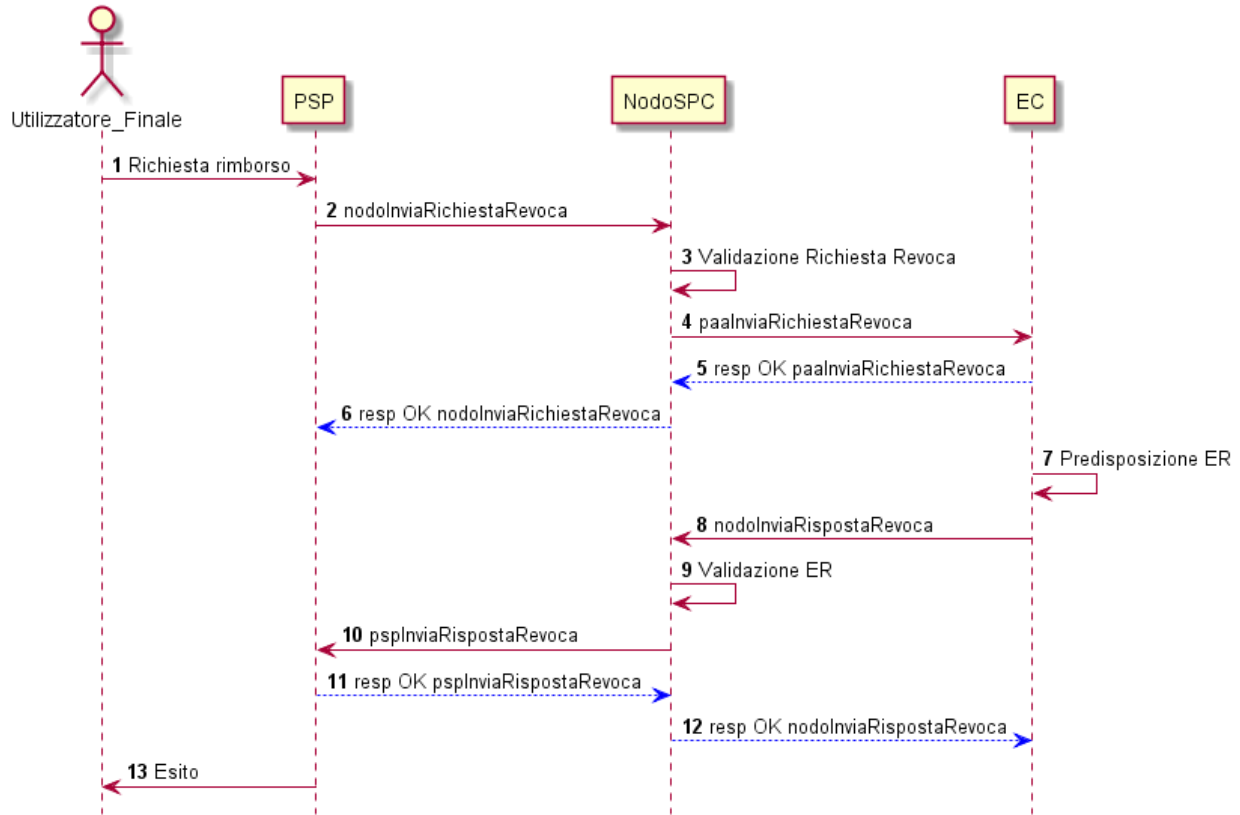 Utilizzatore_Finale
PSP
NodoSPC
EC
1 Richiesta rimborso
2 nodoInviaRichiestaRevoca
3 Validazione Richiesta Revoca
4 paaInviaRichiestaRevoca
5 resp OK paaInviaRichiestaRevoca
6 resp OK nodoInviaRichiestaRevoca
7 Predisposizione ER
8 nodoInviaRispostaRevoca
9 Validazione ER
10 pspInviaRispostaRevoca
11 resp OK pspInviaRispostaRevoca
12 resp OK nodoInviaRispostaRevoca
13 Esito